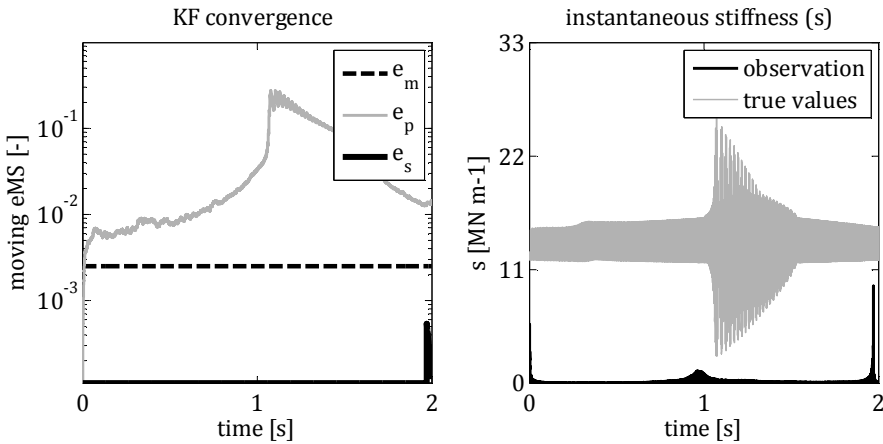 KF convergence
moving eMS [-]
10^-1
10^-2
10^-3
e_m
e_p
e_s
0
1
2
time [s]
instantaneous stiffness (s)
s [MN m-1]
33
22
11
0
observation
true values
0
1
2
time [s]